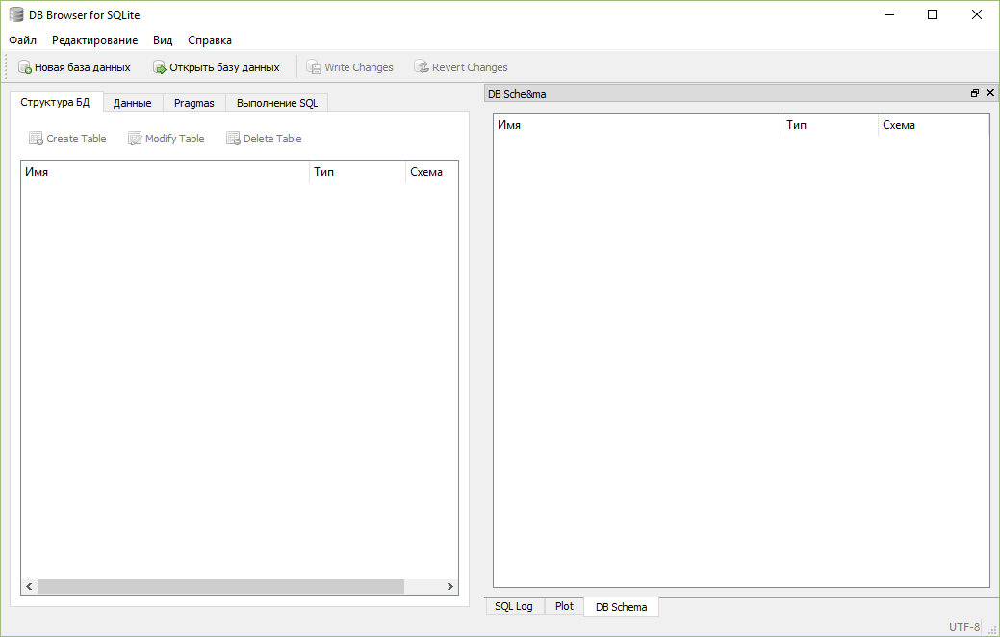 DB Browser for SQLite
Файл Редактирование Вид Справка
Новая база данных Открыть базу данных Write Changes Revert Changes
Структура БД Данные Pragmas Выполнение SQL
Create Table Modify Table Delete Table
Имя Тип Схема
DB Sche&ma
Имя Тип Схема
SQL Log Plot DB Schema
UTF-8